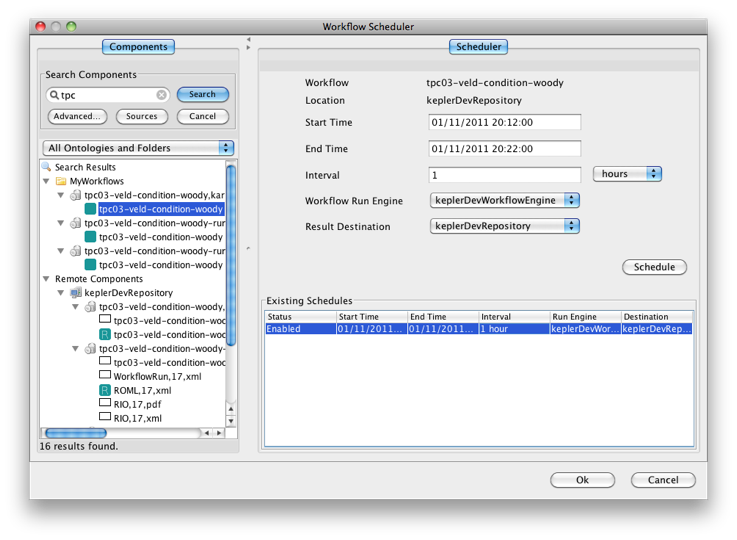 Workflow Scheduler
Components
Search Components
tpc
Search
Advanced...
Sources
Cancel
All Ontologies and Folders
Search Results
MyWorkflows
tpc03-veld-condition-woody,kar
tpc03-veld-condition-woody
tpc03-veld-condition-woody-run
tpc03-veld-condition-woody
tpc03-veld-condition-woody-run
tpc03-veld-condition-woody
Remote Components
keplerDevRepository
tpc03-veld-condition-woody,
tpc03-veld-condition-woo
tpc03-veld-condition-woo
tpc03-veld-condition-woody-
tpc03-veld-condition-woo
WorkflowRun,17,xml
ROML,17,xml
RIO,17,pdf
RIO,17,xml
16 results found.
Scheduler
Workflow tpc03-veld-condition-woody
Location keplerDevRepository
Start Time 01/11/2011 20:12:00
End Time 01/11/2011 20:22:00
Interval 1 hours
Workflow Run Engine keplerDevWorkflowEngine
Result Destination keplerDevRepository
Schedule
Existing Schedules
Status Start Time End Time Interval Run Engine Destination
Enabled 01/11/2011... 01/11/2011... 1 hour keplerDevWor... keplerDevRep...
Ok Cancel